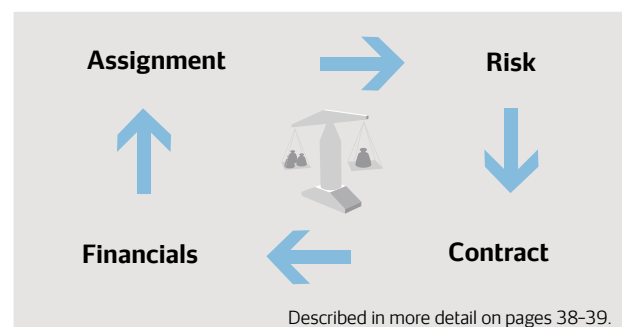 Assignment
Risk
Financials
Contract
Described in more detail on pages 38–39.